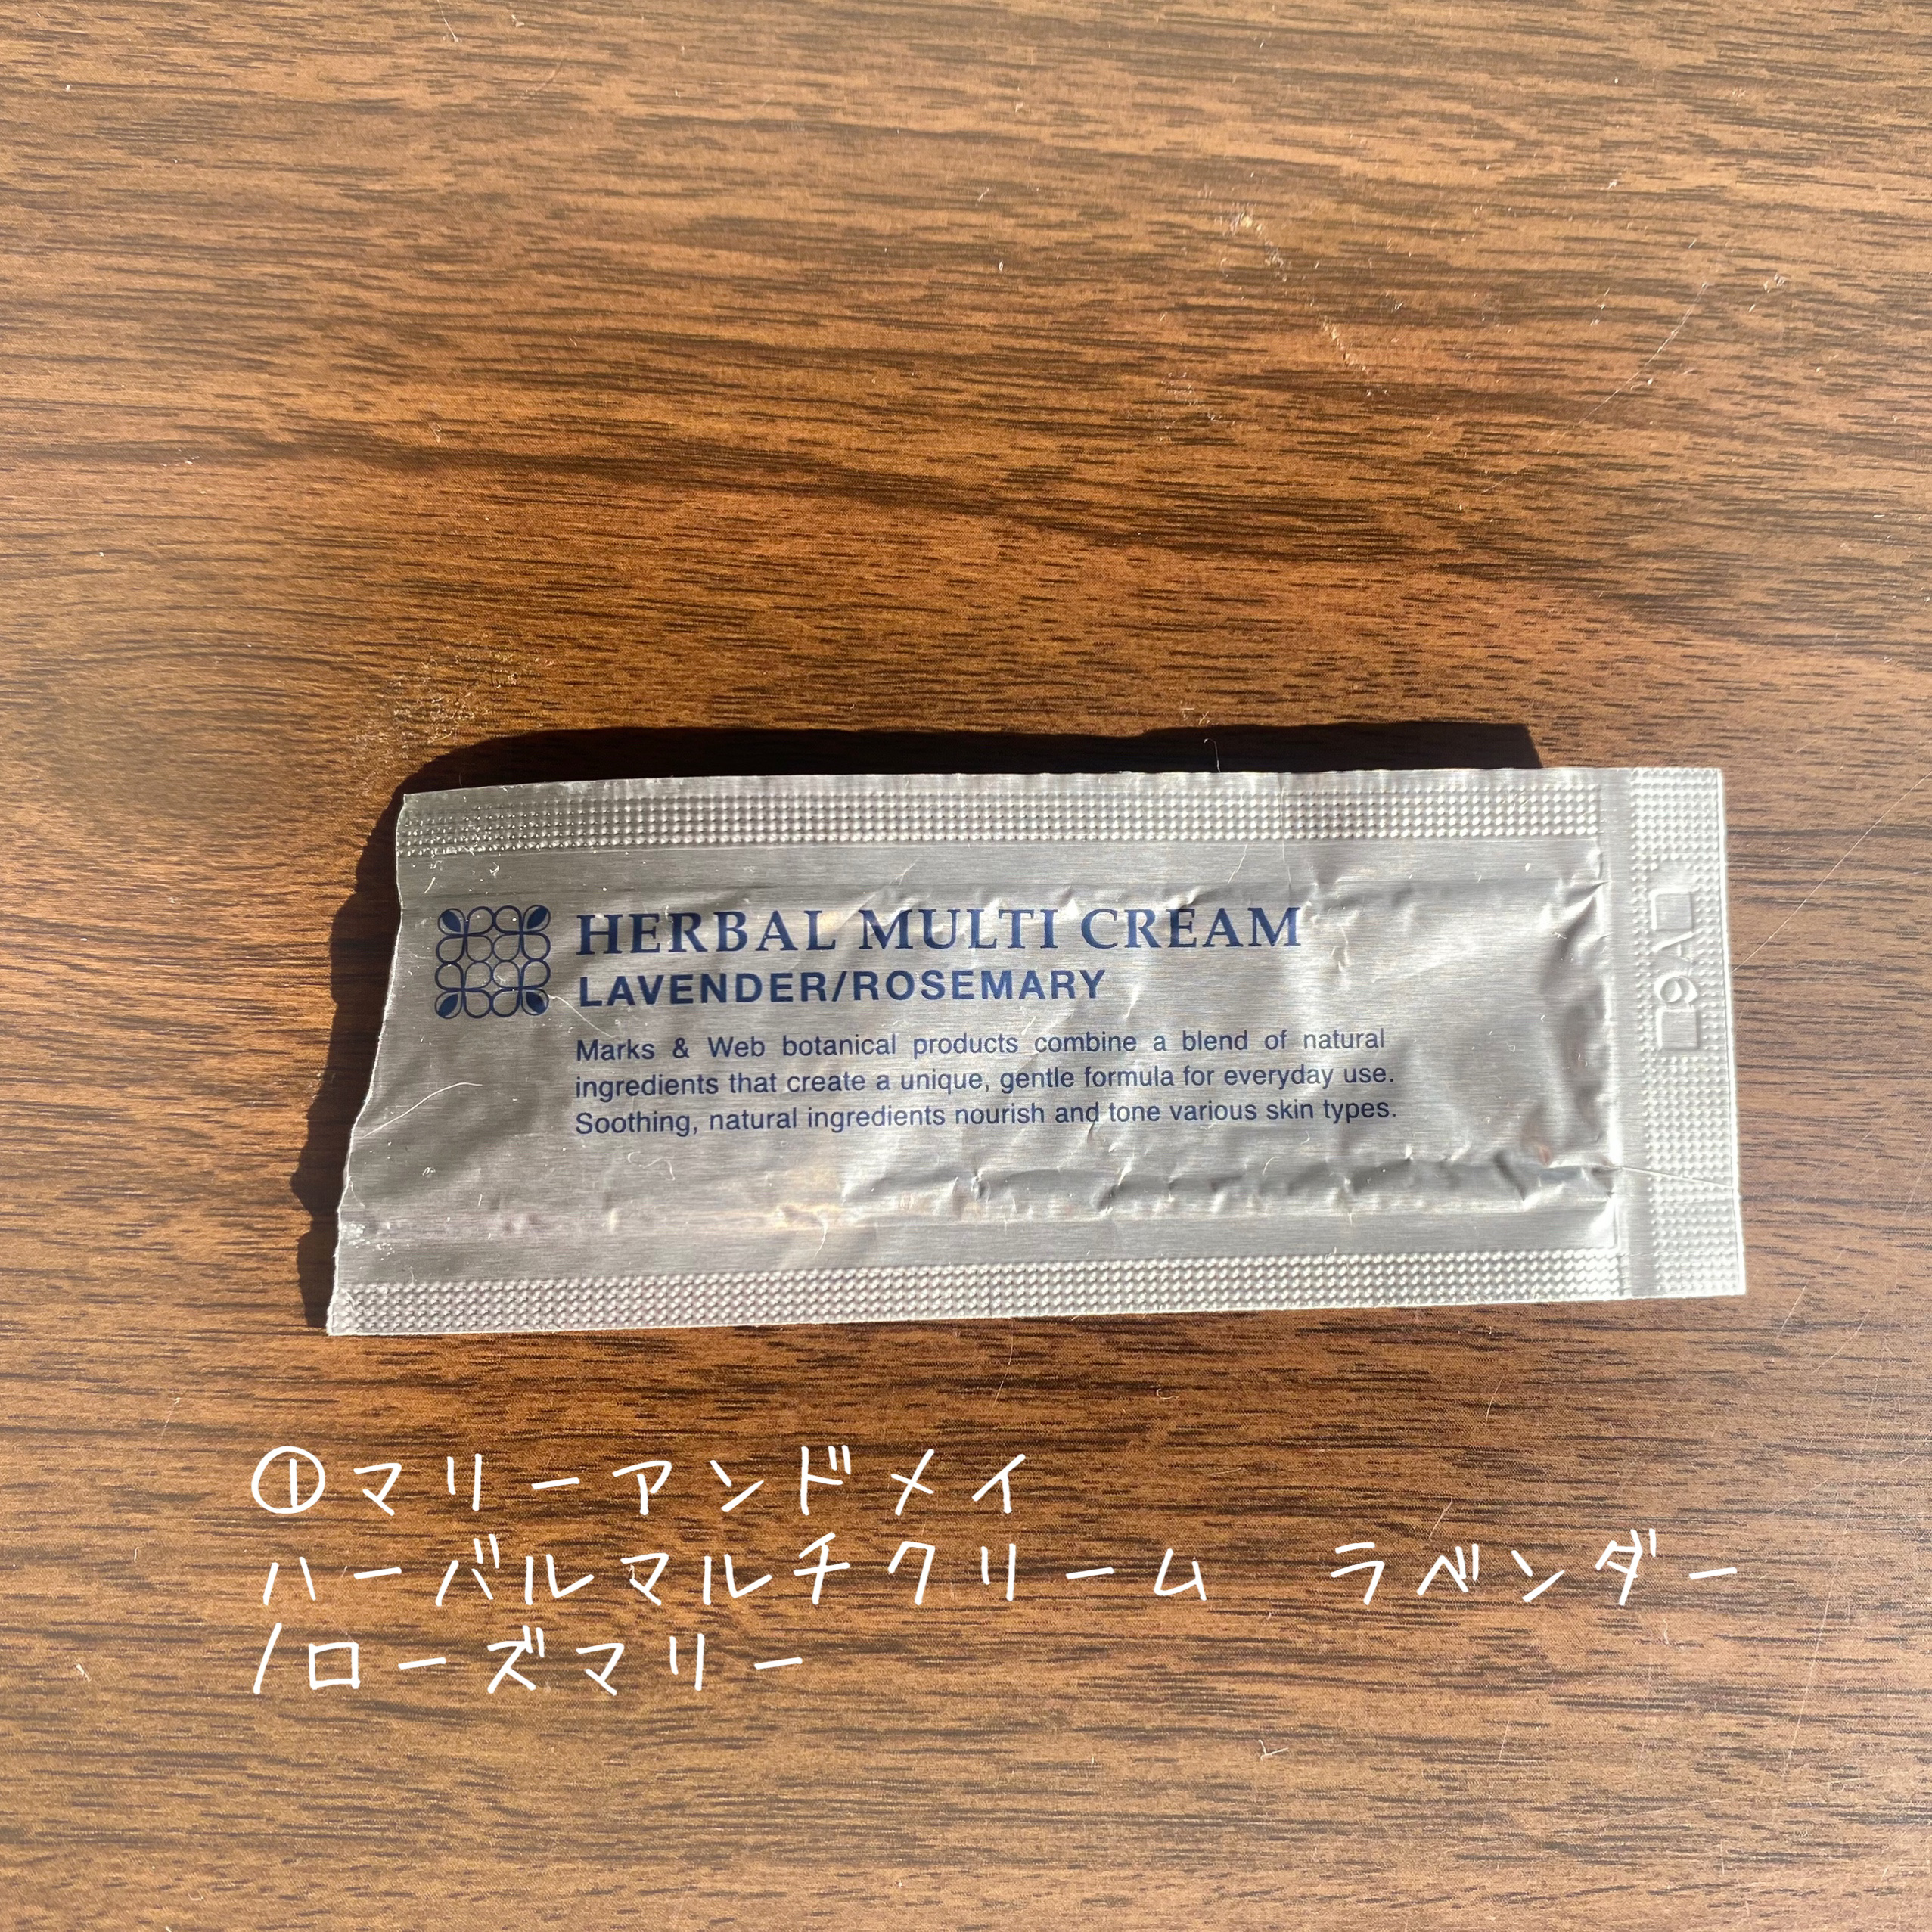 HERBAL MULTI CREAM
LAVENDER/ROSEMARY
Marks & Web botanical products combine a blend of natural
ingredients that create a unique, gentle formula for everyday use.
Soothing, natural ingredients nourish and tone various skin types.
①マリーアンドメイ
ハーバルマルチクリーム　ラベンダー
/ローズマリー